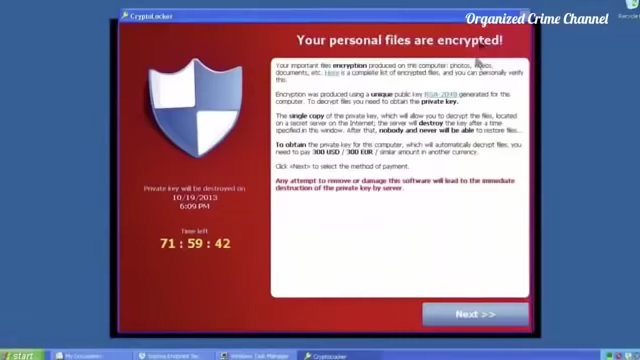 CryptoLocker
Organized Crime Channel
Your personal files are encrypted!
Your important files encryption produced on this computer: photos, videos,
documents, etc. Here is a complete list of encrypted files, and you can personally verify
this.
Encryption was produced using a unique public key RSA-2048 generated for this
computer. To decrypt files you need to obtain the private key.
The single copy of the private key, which will allow you to decrypt the files, located
on a secret server on the Internet; the server will destroy the key after a time
specified in this window. After that, nobody and never will be able to restore files...
To obtain the private key for this computer, which will automatically decrypt files, you
need to pay 300 USD / 300 EUR / similar amount in another currency.
Click «Next» to select the method of payment.
Any attempt to remove or damage this software will lead to the immediate
destruction of the private key by server.
Private key will be destroyed on
10/19/2013
6:09 PM
Time left
71 : 59 : 42
Next >>
start
My Documents
Windows Task Manager
CryptoLocker